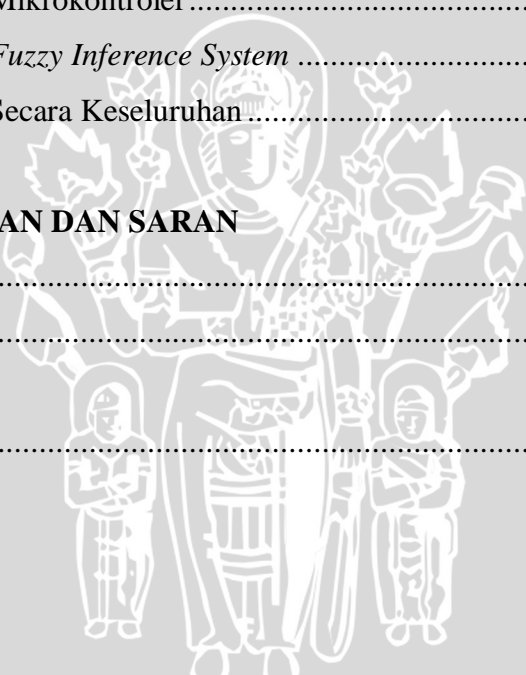 Mikrokontroler ........................................
Fuzzy Inference System ........................................
Secara Keseluruhan ........................................
AN DAN SARAN
........................................
........................................
........................................